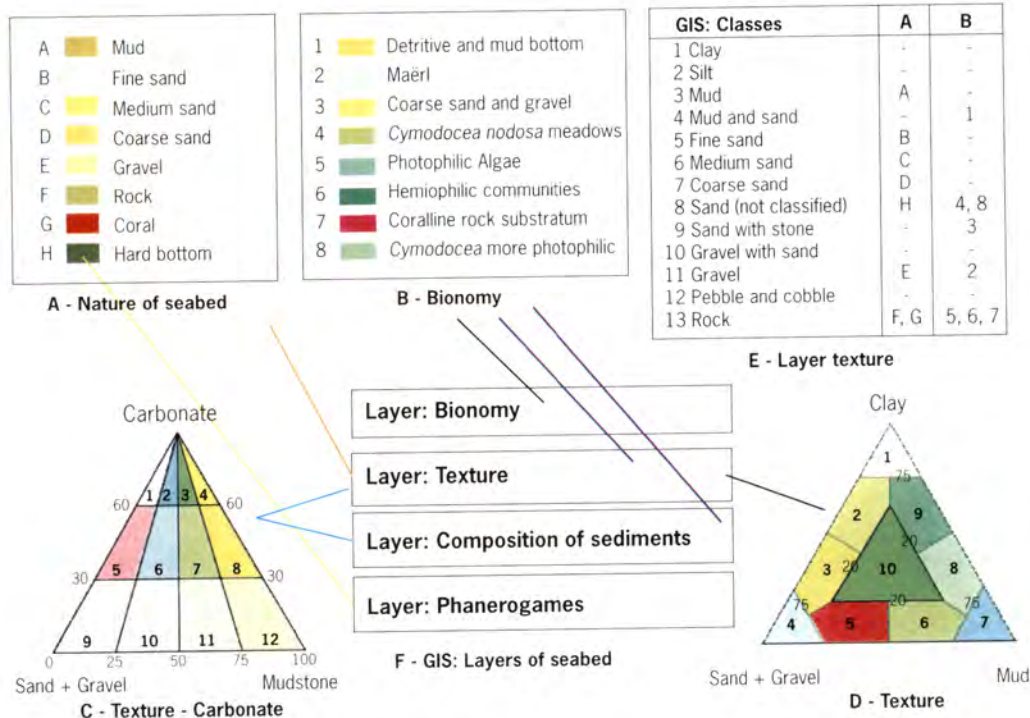 A Mud
B Fine sand
C Medium sand
D Coarse sand
E Gravel
F Rock
G Coral
H Hard bottom
A - Nature of seabed
1 Detritive and mud bottom
2 Maërl
3 Coarse sand and gravel
4 Cymodocea nodosa meadows
5 Photophilic Algae
6 Hemiophilic communities
7 Coralline rock substratum
8 Cymodocea more photophilic
B - Bionomy
GIS: Classes A B
1 Clay - -
2 Silt - -
3 Mud A -
4 Mud and sand - 1
5 Fine sand B -
6 Medium sand C -
7 Coarse sand D -
8 Sand (not classified) H 4, 8
9 Sand with stone 3
10 Gravel with sand - -
11 Gravel E 2
12 Pebble and cobble - -
13 Rock F, G 5, 6, 7
E - Layer texture
Carbonate
1 2 3 4
60 60
5 6 7 8
30 30
9 10 11 12
0 25 50 75 100
Sand + Gravel Mudstone
C - Texture - Carbonate
Layer: Bionomy
Layer: Texture
Layer: Composition of sediments
Layer: Phanerogames
F - GIS: Layers of seabed
Clay
1
75
2 9
20
3 20 10 8
75 20 75
4 5 6 7
Sand + Gravel Mud
D - Texture